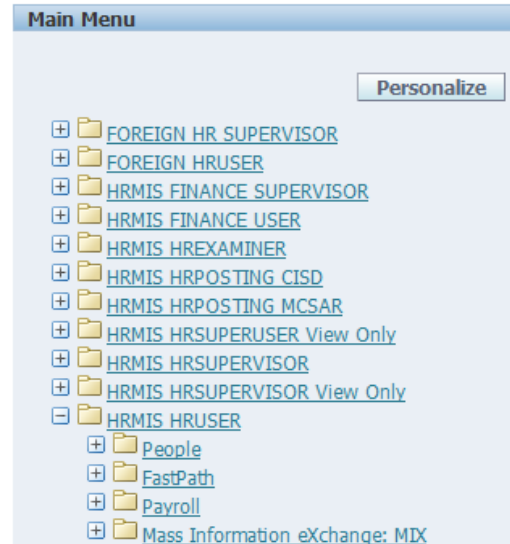 Main Menu
Personalize
FOREIGN HR SUPERVISOR
FOREIGN HRUSER
HRMIS FINANCE SUPERVISOR
HRMIS FINANCE USER
HRMIS HREXAMINER
HRMIS HRPOSTING CISD
HRMIS HRPOSTING MCSAR
HRMIS HRSUPERUSER View Only
HRMIS HRSUPERVISOR
HRMIS HRSUPERVISOR View Only
HRMIS HRUSER
People
FastPath
Payroll
Mass Information eXchange: MIX